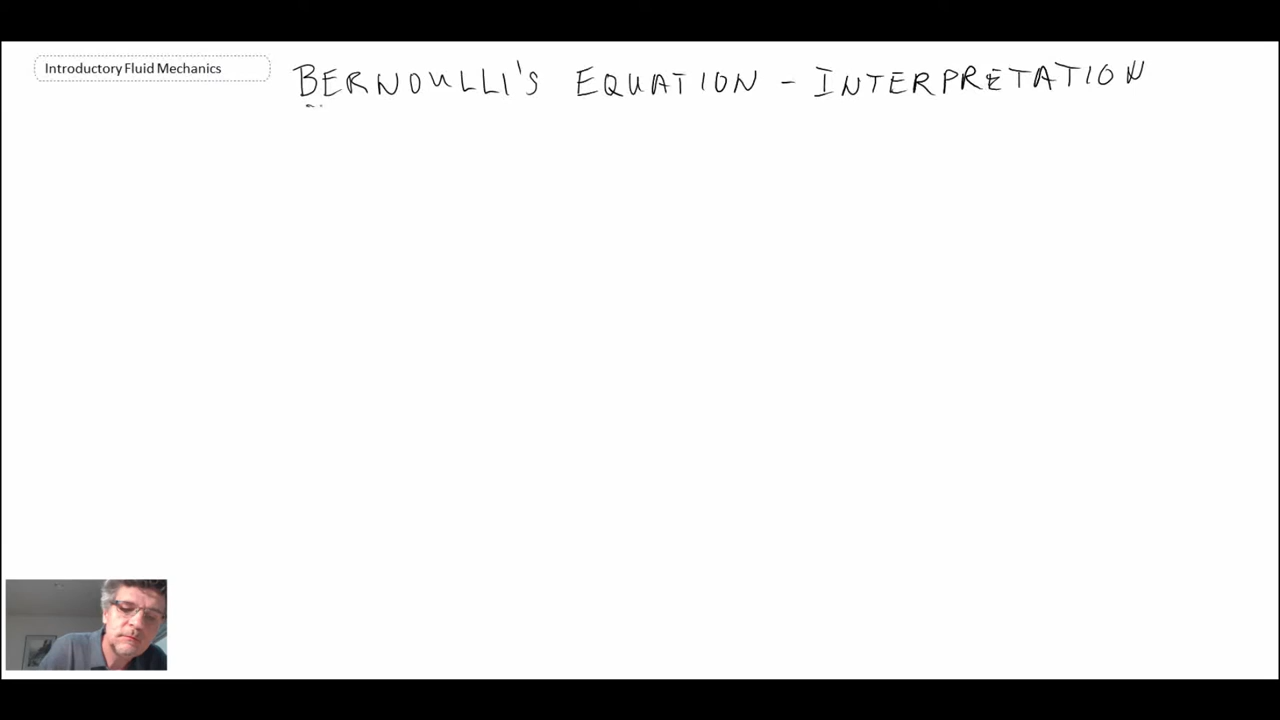 Introductory Fluid Mechanics
BERNOULLI'S EQUATION - INTERPRETATION